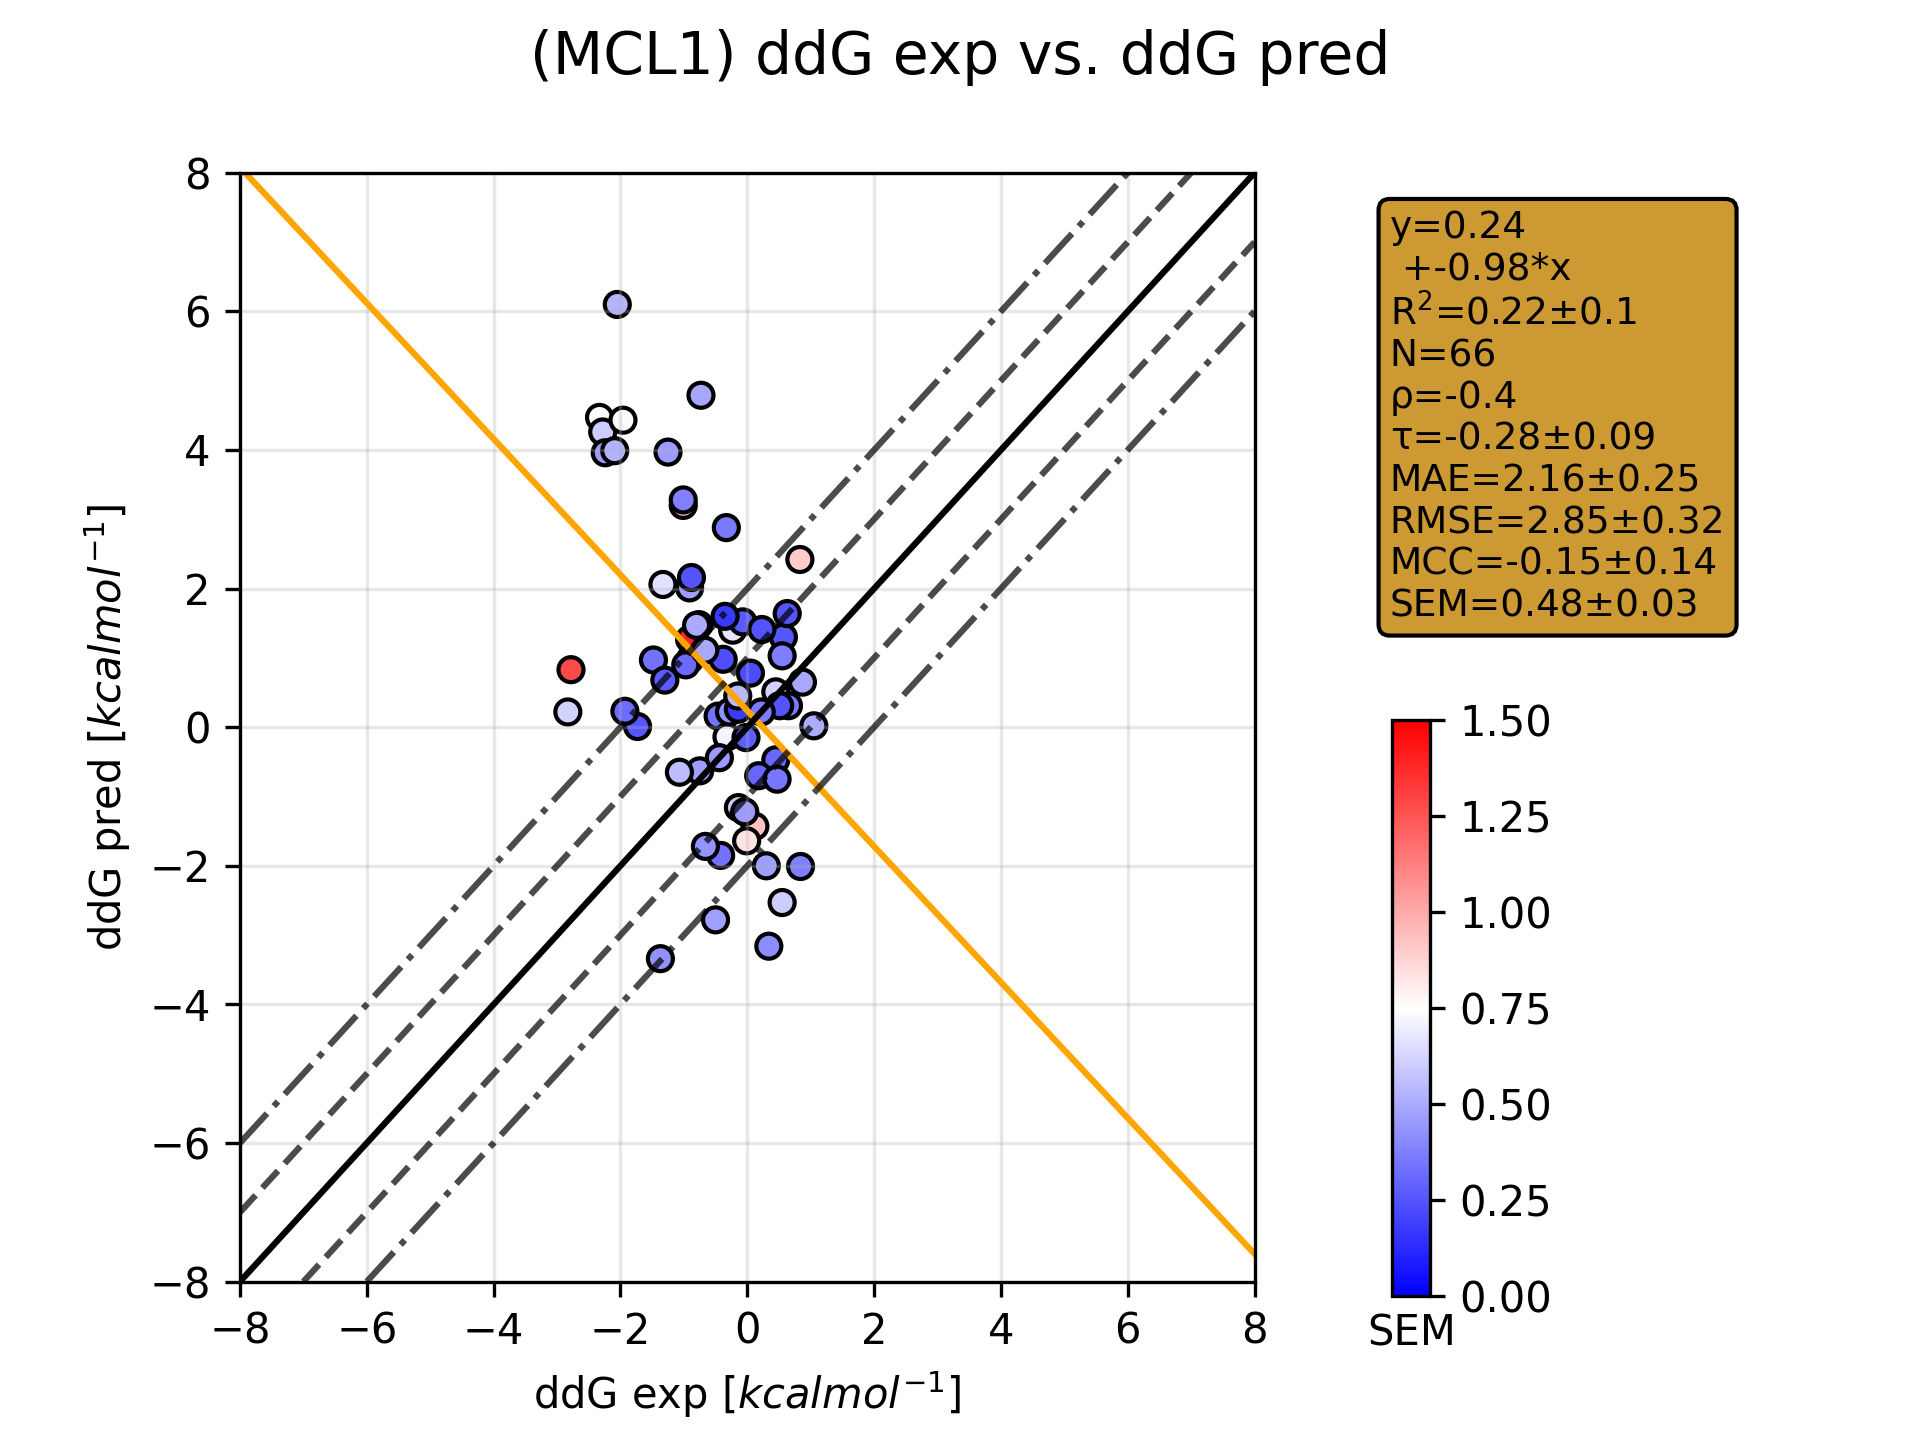 (MCL1) ddG exp vs. ddG pred
8
6
4
2
0
−2
−4
−6
−8
ddG pred [kcalmol⁻¹]
−8 −6 −4 −2 0 2 4 6 8
ddG exp [kcalmol⁻¹]
y=0.24
+-0.98*x
R²=0.22±0.1
N=66
ρ=-0.4
τ=-0.28±0.09
MAE=2.16±0.25
RMSE=2.85±0.32
MCC=-0.15±0.14
SEM=0.48±0.03
1.50
1.25
1.00
0.75
0.50
0.25
0.00
SEM